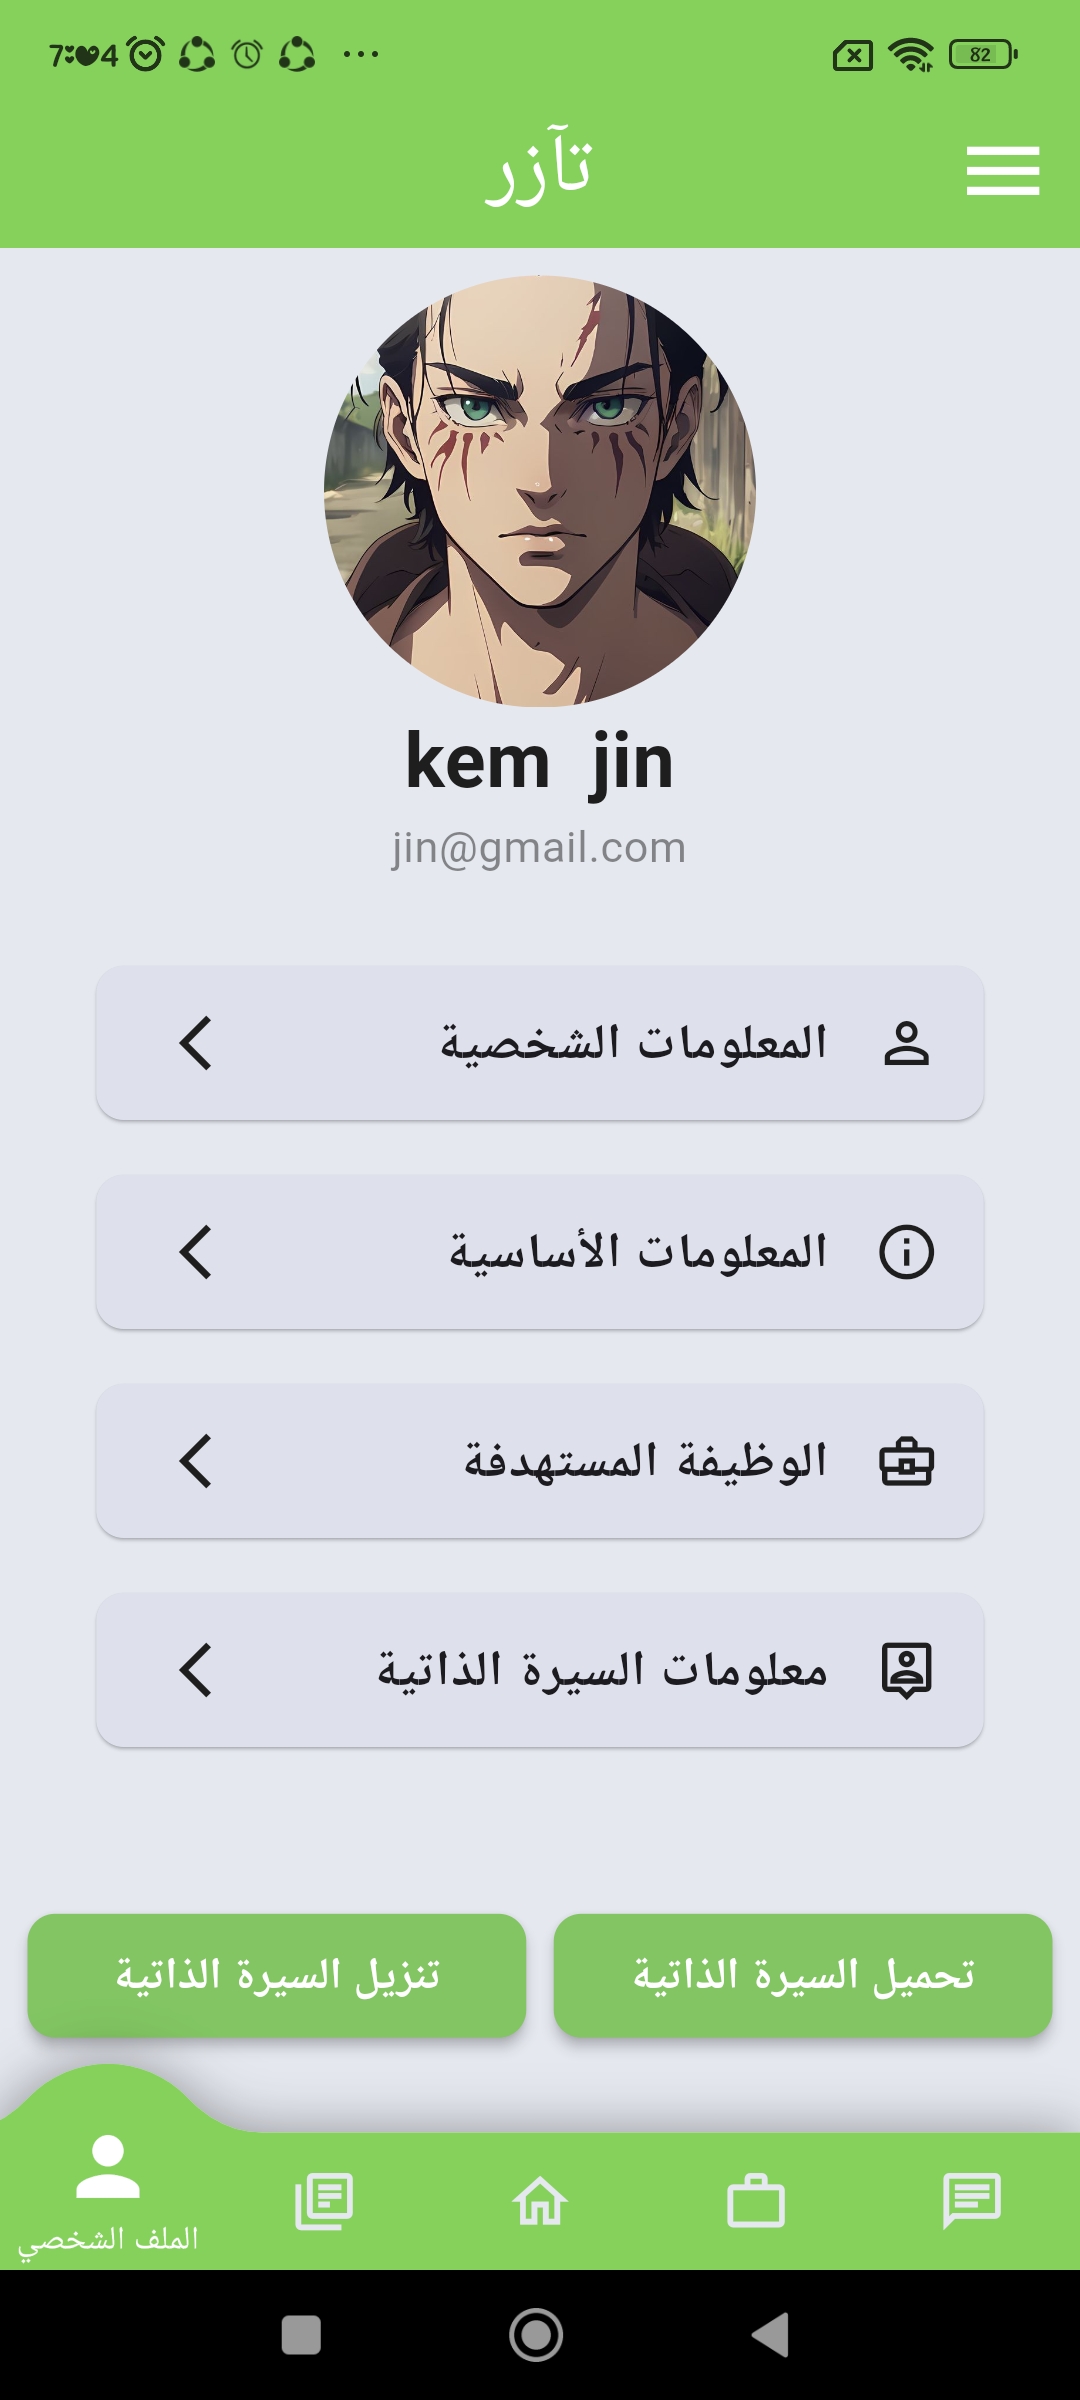 7:04
82
تآزر
kem jin
jin@gmail.com
المعلومات الشخصية
المعلومات الأساسية
الوظيفة المستهدفة
معلومات السيرة الذاتية
تحميل السيرة الذاتية
تنزيل السيرة الذاتية
الملف الشخصي